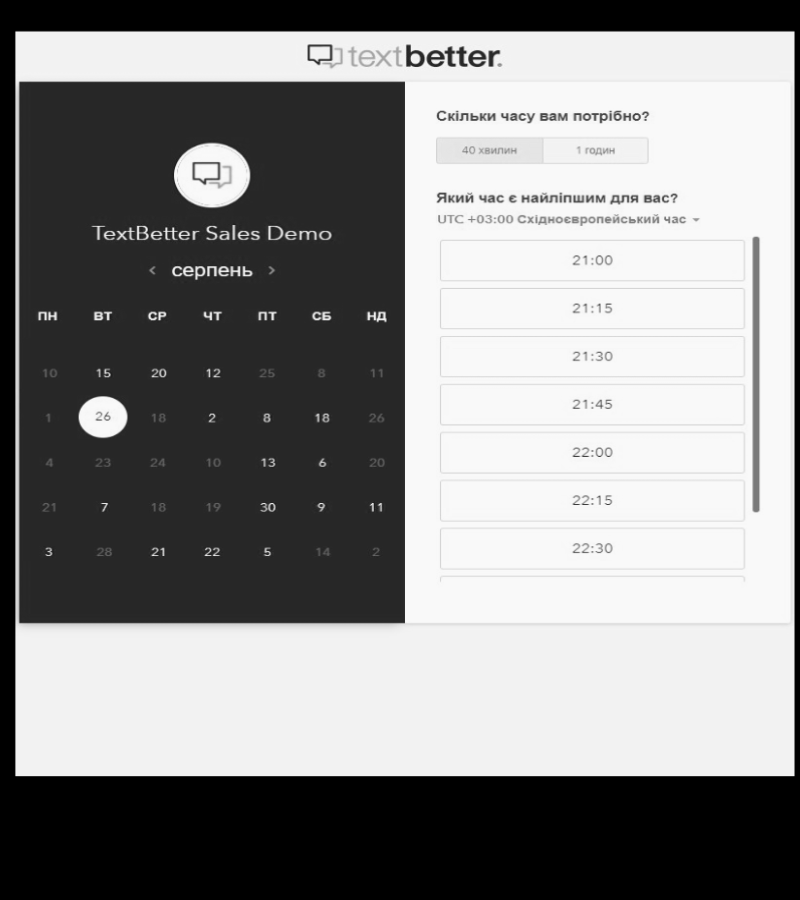 textbetter.
TextBetter Sales Demo
< серпень >
ПН ВТ СР ЧТ ПТ СБ НД
10 15 20 12 25 8 11
1 26 18 2 8 18 26
4 23 24 10 13 6 20
21 7 18 19 30 9 11
3 28 21 22 5 14 2
Скільки часу вам потрібно?
40 хвилин 1 годин
Який час є найліпшим для вас?
UTC +03:00 Східноєвропейський час
21:00
21:15
21:30
21:45
22:00
22:15
22:30